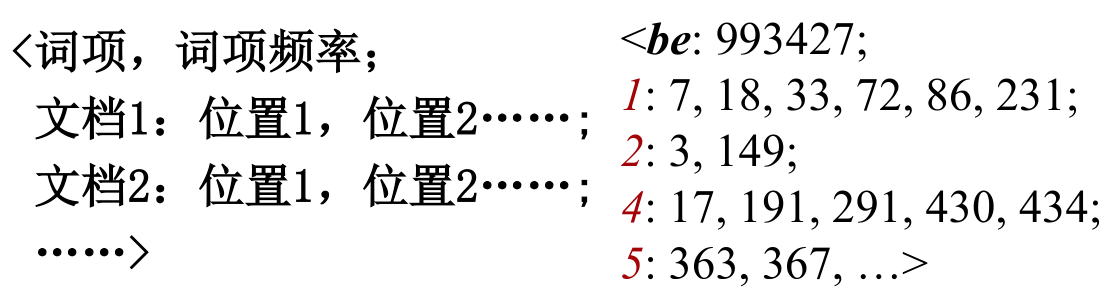 <词项，词项频率；
文档1：位置1，位置2……；
文档2：位置1，位置2……；
……>
<be: 993427;
1: 7, 18, 33, 72, 86, 231;
2: 3, 149;
4: 17, 191, 291, 430, 434;
5: 363, 367, …>